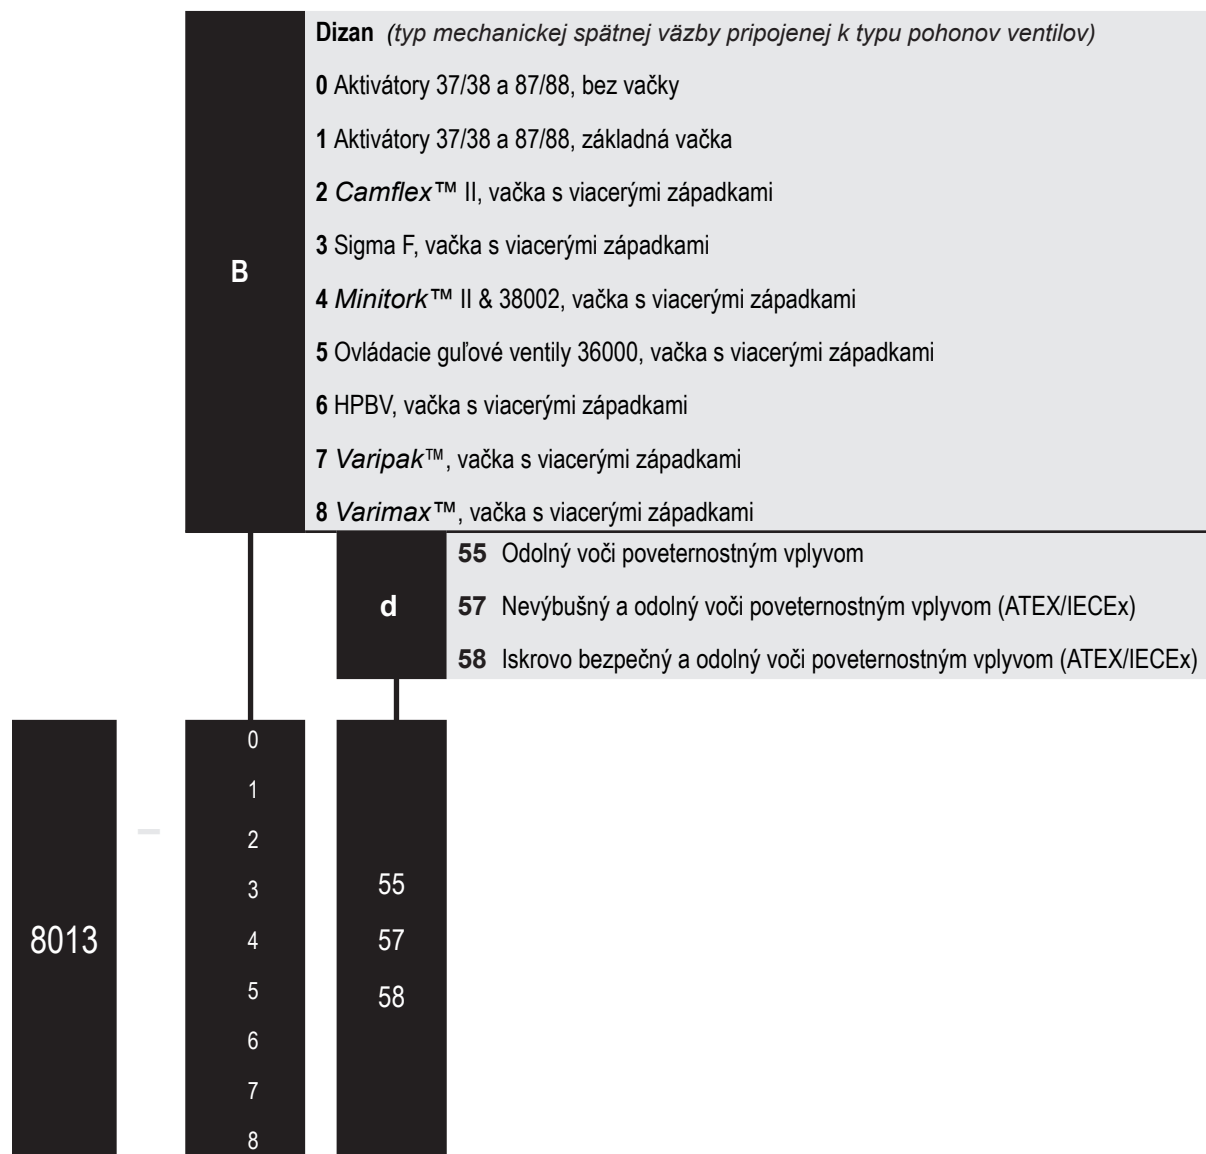 Dizan (typ mechanickej spätnej väzby pripojenej k typu pohonov ventilov)
0 Aktivátory 37/38 a 87/88, bez vačky
1 Aktivátory 37/38 a 87/88, základná vačka
2 Camflex™ II, vačka s viacerými západkami
3 Sigma F, vačka s viacerými západkami
B
4 Minitork™ II & 38002, vačka s viacerými západkami
5 Ovládacie guľové ventily 36000, vačka s viacerými západkami
6 HPBV, vačka s viacerými západkami
7 Varipak™, vačka s viacerými západkami
8 Varimax™, vačka s viacerými západkami
55 Odolný voči poveternostným vplyvom
d
57 Nevýbušný a odolný voči poveternostným vplyvom (ATEX/IECEx)
58 Iskrovo bezpečný a odolný voči poveternostným vplyvom (ATEX/IECEx)
8013
–
0
1
2
3
4
5
6
7
8
55
57
58